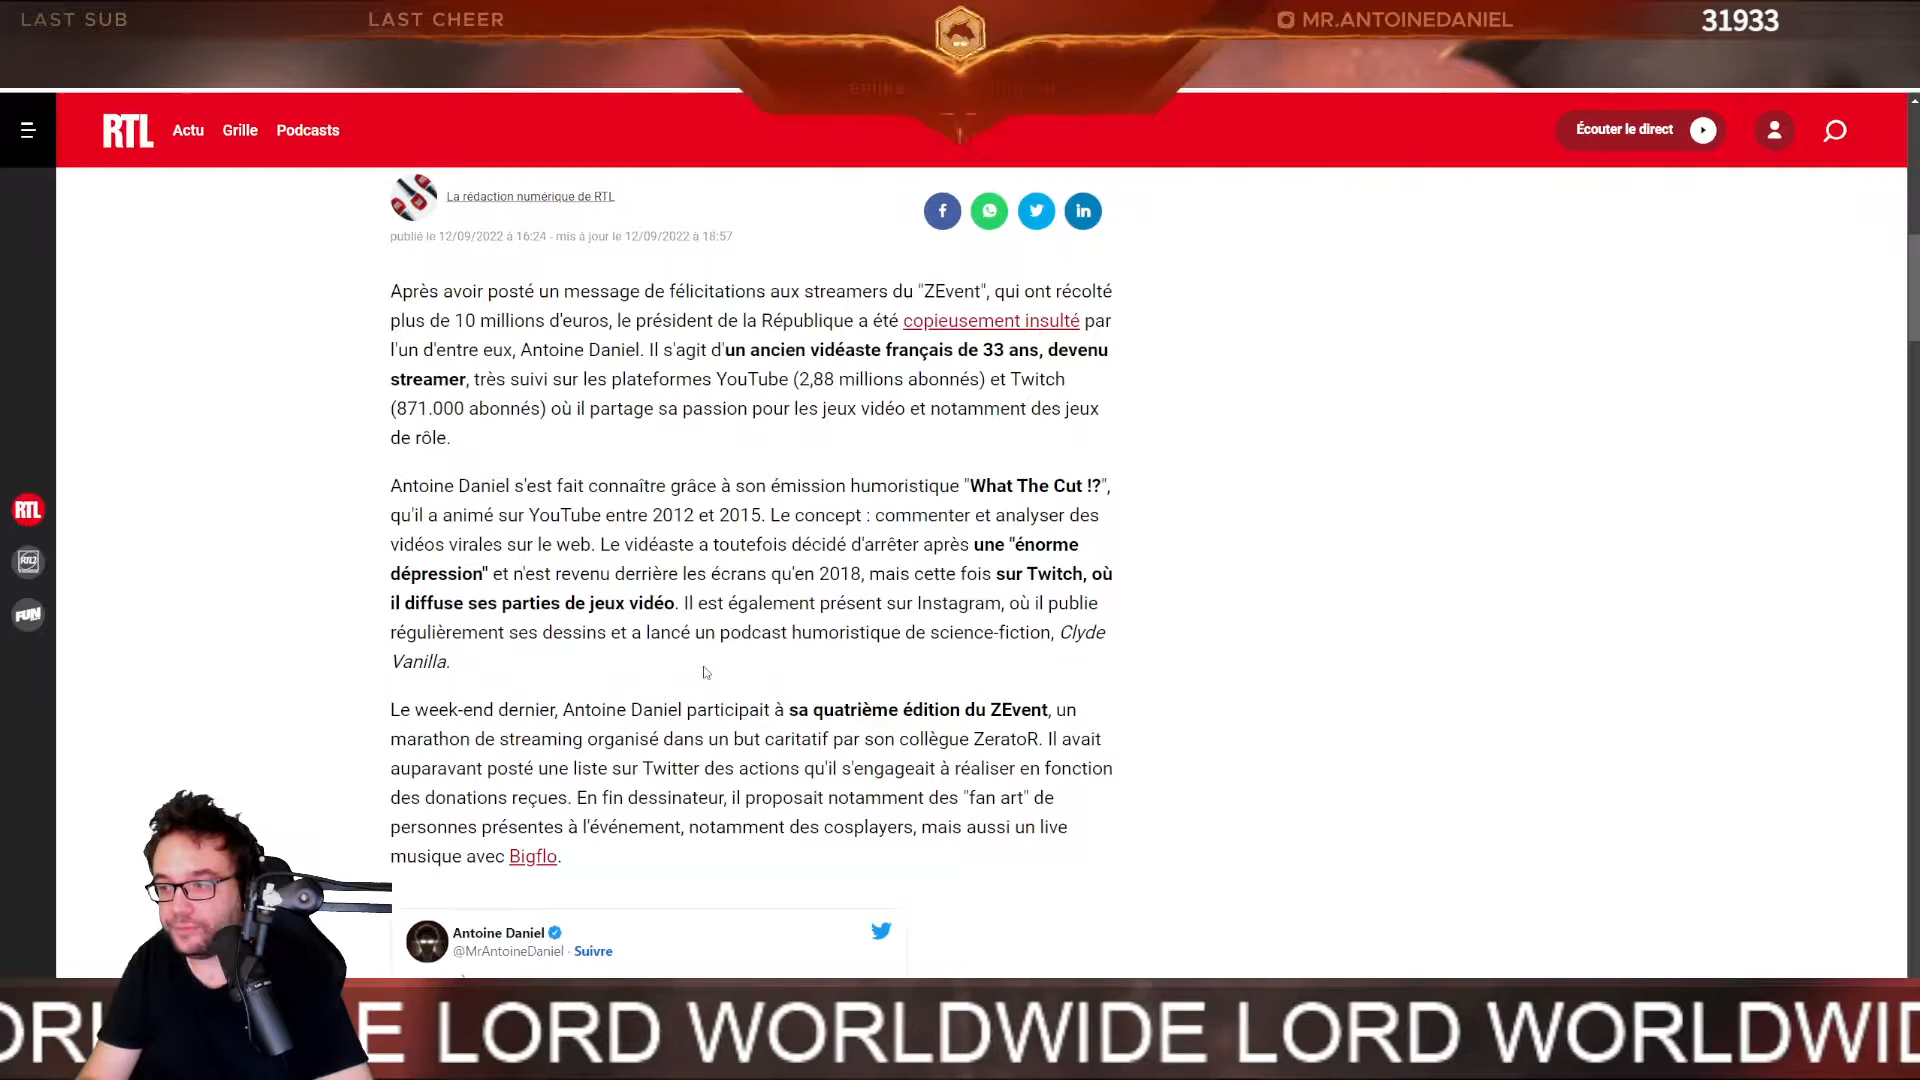 LAST SUB
LAST CHEER
MR.ANTOINEDANIEL
31933
RTL
Actu
Grille
Podcasts
Écouter le direct
La rédaction numérique de RTL
publié le 12/09/2022 à 16:24 - mis à jour le 12/09/2022 à 18:57
Après avoir posté un message de félicitations aux streamers du "ZEvent", qui ont récolté
plus de 10 millions d'euros, le président de la République a été copieusement insulté par
l'un d'entre eux, Antoine Daniel. Il s'agit d'un ancien vidéaste français de 33 ans, devenu
streamer, très suivi sur les plateformes YouTube (2,88 millions abonnés) et Twitch
(871.000 abonnés) où il partage sa passion pour les jeux vidéo et notamment des jeux
de rôle.
Antoine Daniel s'est fait connaître grâce à son émission humoristique "What The Cut !?",
qu'il a animé sur YouTube entre 2012 et 2015. Le concept : commenter et analyser des
vidéos virales sur le web. Le vidéaste a toutefois décidé d'arrêter après une "énorme
dépression" et n'est revenu derrière les écrans qu'en 2018, mais cette fois sur Twitch, où
il diffuse ses parties de jeux vidéo. Il est également présent sur Instagram, où il publie
régulièrement ses dessins et a lancé un podcast humoristique de science-fiction, Clyde
Vanilla.
Le week-end dernier, Antoine Daniel participait à sa quatrième édition du ZEvent, un
marathon de streaming organisé dans un but caritatif par son collègue ZeratoR. Il avait
auparavant posté une liste sur Twitter des actions qu'il s'engageait à réaliser en fonction
des donations reçues. En fin dessinateur, il proposait notamment des "fan art" de
personnes présentes à l'événement, notamment des cosplayers, mais aussi un live
musique avec Bigflo.
RTL
RTL2
FUN
Antoine Daniel
@MrAntoineDaniel · Suivre
LORD WORLDWIDE LORD WORLDWID